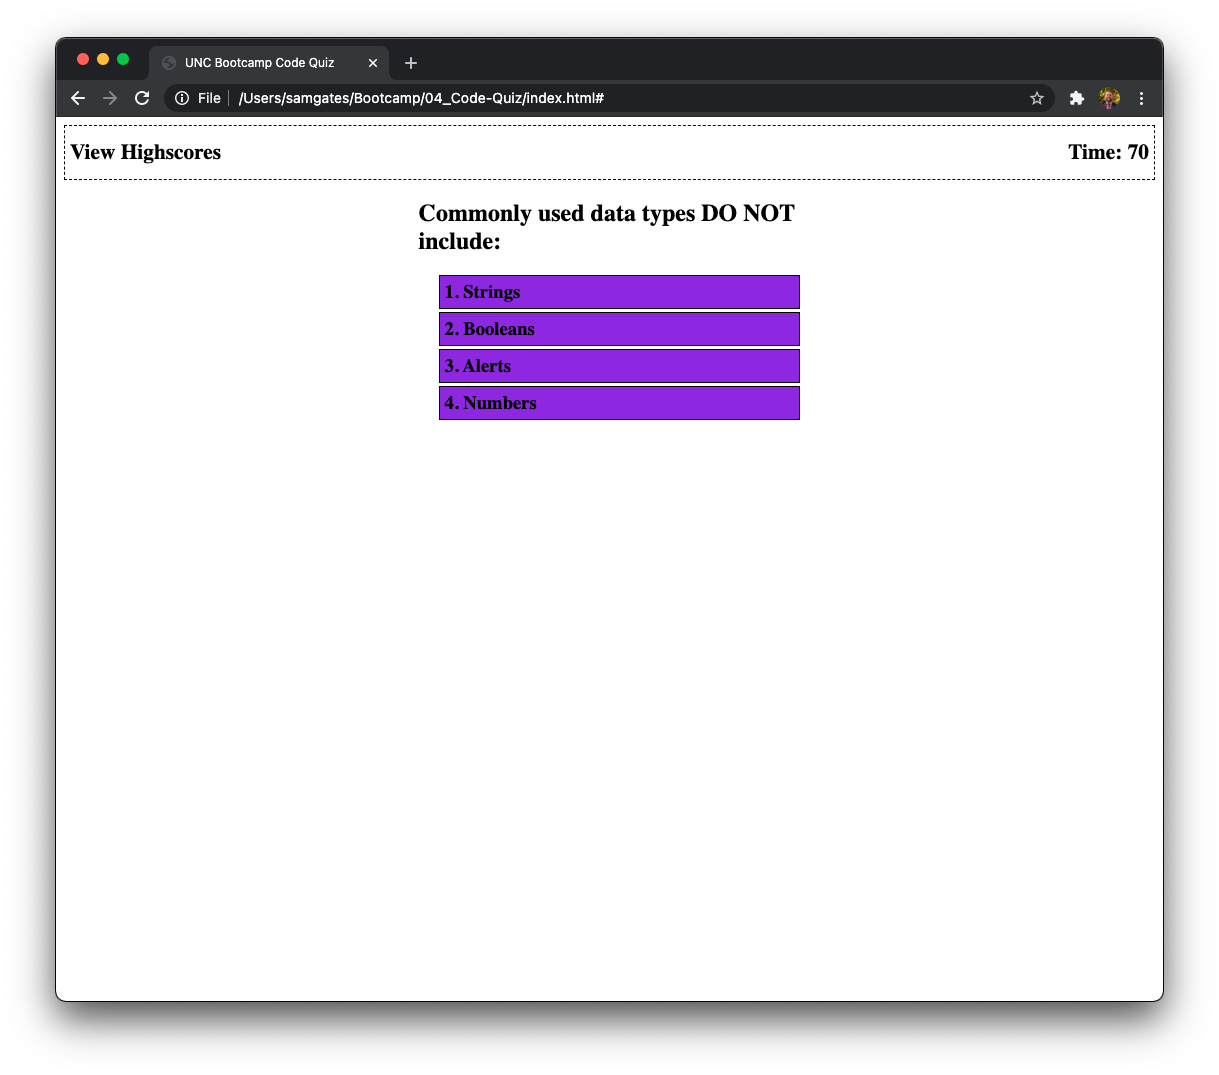 UNC Bootcamp Code Quiz
File /Users/samgates/Bootcamp/04_Code-Quiz/index.html#
View Highscores Time: 70
Commonly used data types DO NOT
include:
1. Strings
2. Booleans
3. Alerts
4. Numbers